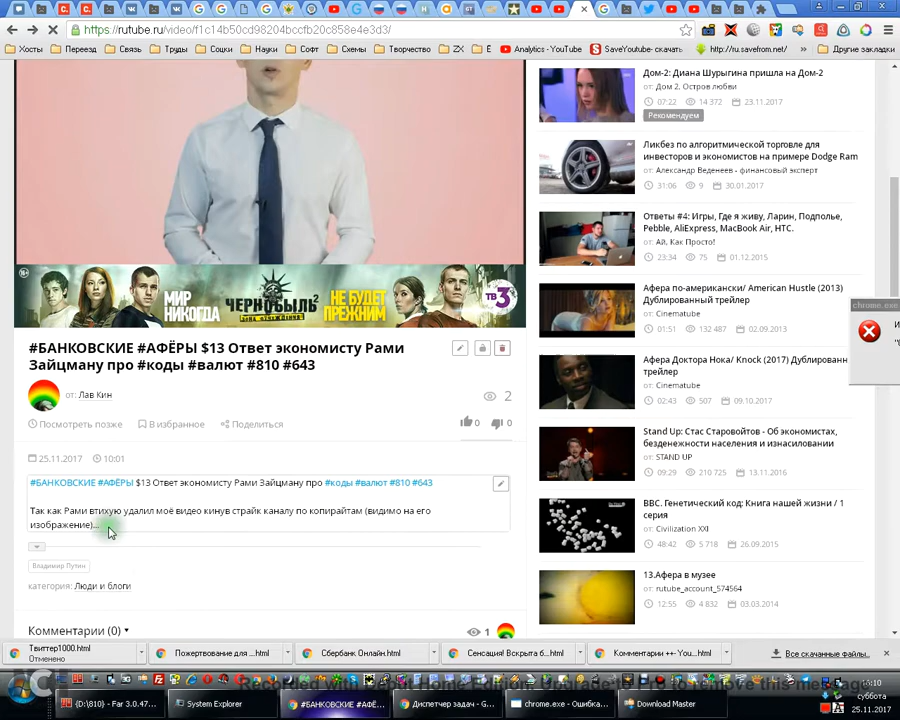 https://rutube.ru/video/f1c14b50cd98204bccfb20c858e4e3d3/
Хосты
Переезд
Связь
Труды
Соцки
Науки
Софт
Схемы
Творчество
ZX
E
Analytics - YouTube
SaveYoutube- скачать
http://ru.savefrom.net/
»
Другие закладки
16+
МИР НИКОГДА
ЧЕРНОБЫЛЬ 2
ЗОНА ОТЧУЖДЕНИЯ
НЕ БУДЕТ ПРЕЖНИМ
ТВ 3
#БАНКОВСКИЕ #АФЁРЫ $13 Ответ экономисту Рами
Зайцману про #коды #валют #810 #643
от: Лав Кин
2
Посмотреть позже
В избранное
Поделиться
0
0
25.11.2017
10:01
#БАНКОВСКИЕ #АФЁРЫ $13 Ответ экономисту Рами Зайцману про #коды #валют #810 #643
Так как Рами втихую удалил моё видео кинув страйк каналу по копирайтам (видимо на его
изображение)...
Владимир Путин
категория: Люди и блоги
Комментарии (0)
1
Дом-2: Диана Шурыгина пришла на Дом-2
от: Дом 2. Остров любви
07:22 14 372 23.11.2017
Рекомендуем
Ликбез по алгоритмической торговле для
инвесторов и экономистов на примере Dodge Ram
от: Александр Веденеев - финансовый эксперт
31:06 9 30.01.2017
Ответы #4: Игры, Где я живу, Ларин, Подполье,
Pebble, AliExpress, MacBook Air, HTC.
от: Ай, Как Просто!
23:34 75 01.12.2015
Афера по-американски/ American Hustle (2013)
Дублированный трейлер
от: Cinematube
01:51 132 487 02.09.2013
Афера Доктора Нока/ Knock (2017) Дублированн
трейлер
от: Cinematube
02:43 507 09.10.2017
Stand Up: Стас Старовойтов - Об экономистах,
безденежности населения и изнасиловании
от: STAND UP
09:29 210 725 13.11.2016
BBC. Генетический код: Книга нашей жизни / 1
серия
от: Civilization XXI
48:42 5 718 26.09.2015
13.Афера в музее
от: rutube_account_574564
12:55 4 832 03.03.2014
chrome.exe
Твиттер1000.html
Отменено
Пожертвование для ....html
Сбербанк Онлайн.html
Сенсация! Вскрыта б....html
Комментарии ++- You....html
Все скачанные файлы...
{D:\810} - Far 3.0.47...
System Explorer
#БАНКОВСКИЕ #АФЁ...
Диспетчер задач - G...
chrome.exe - Ошибка...
Download Master
16:10
суббота
25.11.2017